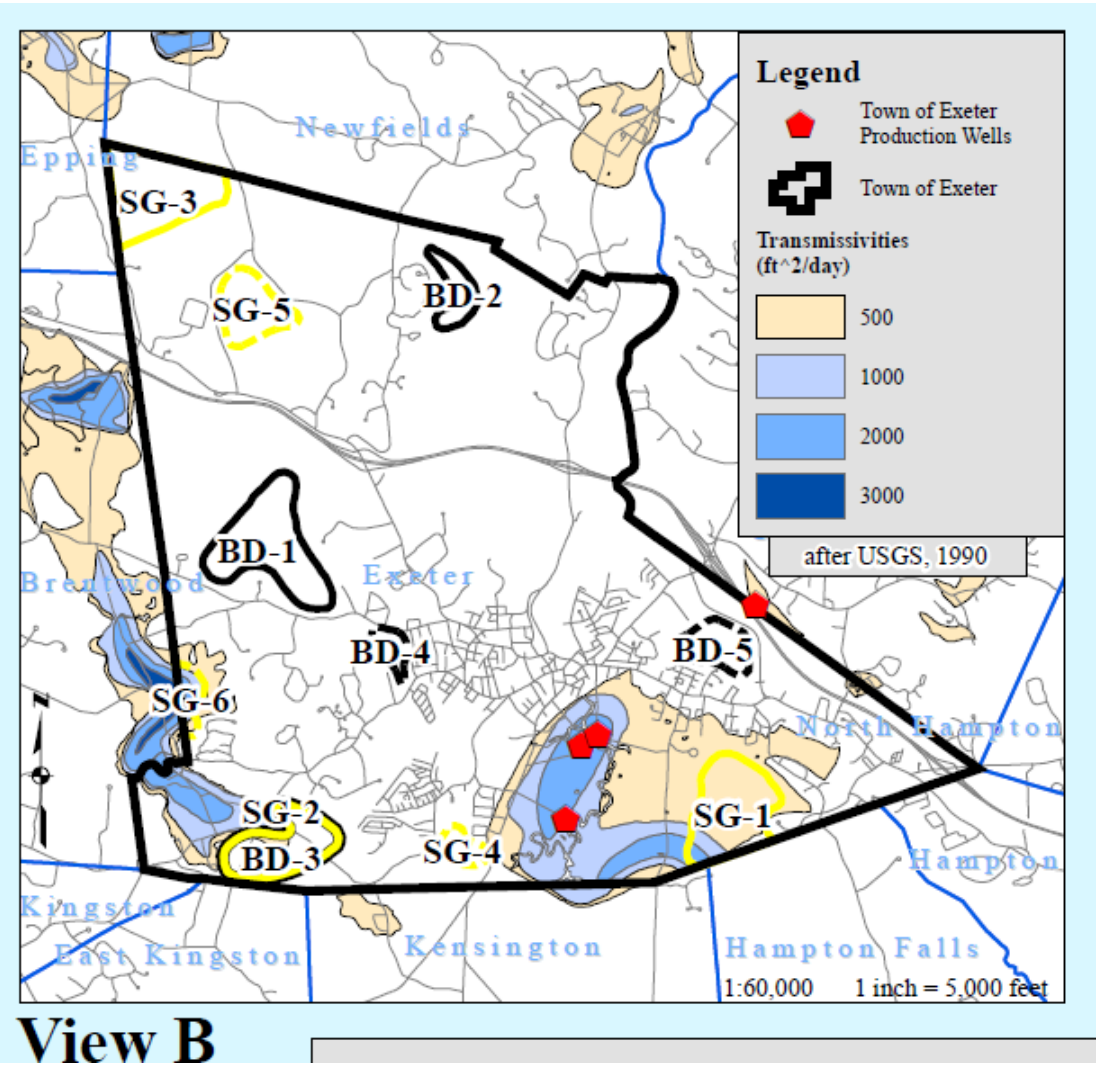 Legend
Town of Exeter
Production Wells
Town of Exeter
Transmissivities
(ft^2/day)
500
1000
2000
3000
after USGS, 1990
Newfields
Epping
SG-3
SG-5
BD-2
BD-1
Brentwood
Exeter
BD-4
BD-5
SG-6
North Hampton
Z
SG-2
SG-1
BD-3
SG-4
Hampton
Kingston
East Kingston
Kensington
Hampton Falls
1:60,000 1 inch = 5,000 feet
View B